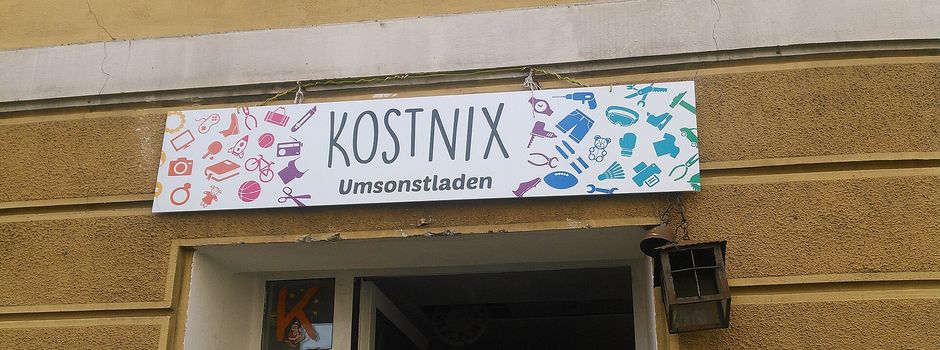 KOSTNIX
Umsonstladen
K